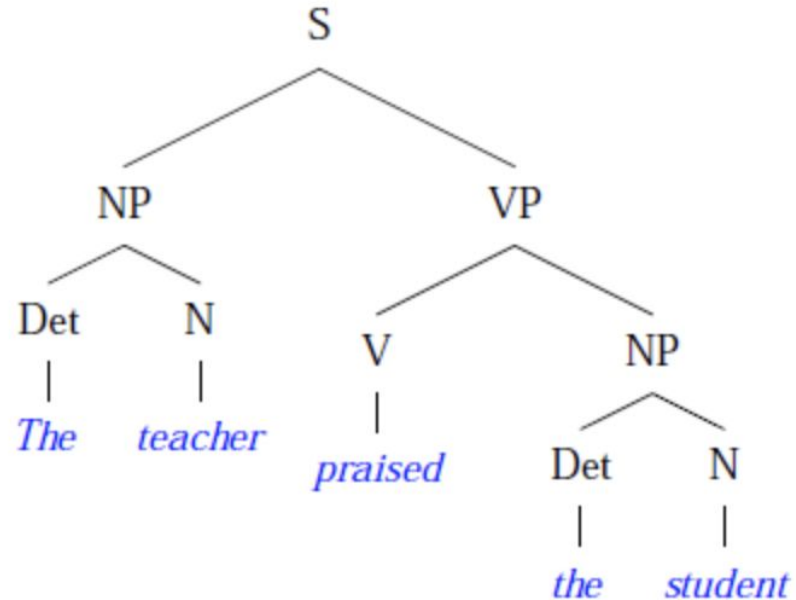 S
NP VP
Det N
V NP
The teacher
praised
Det N
the student